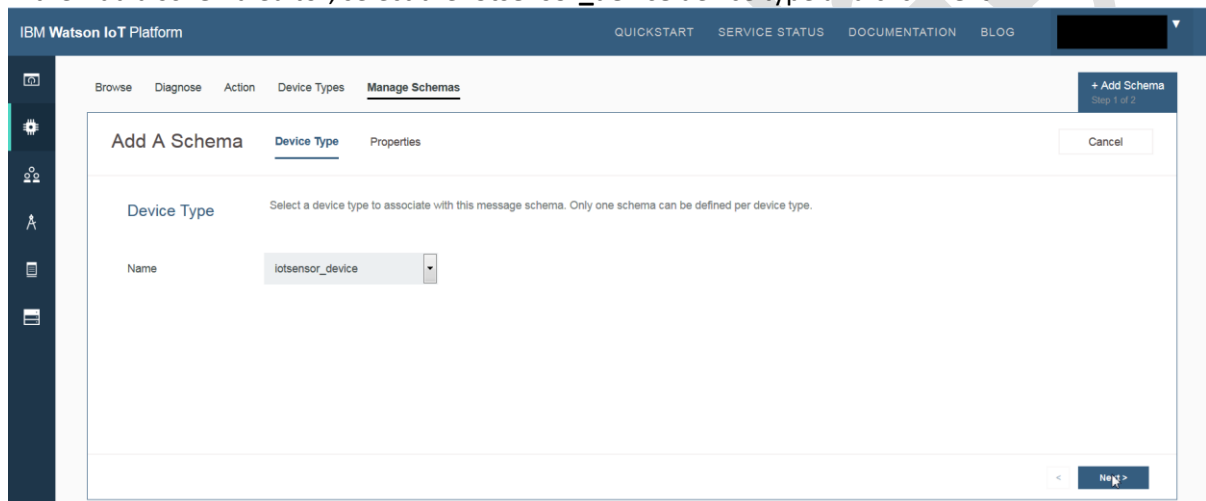 IBM Watson IoT Platform QUICKSTART SERVICE STATUS DOCUMENTATION BLOG
Browse Diagnose Action Device Types Manage Schemas
+ Add Schema
Step 1 of 2
Add A Schema Device Type Properties Cancel
Device Type Select a device type to associate with this message schema. Only one schema can be defined per device type.
Name iotsensor_device
< Next >